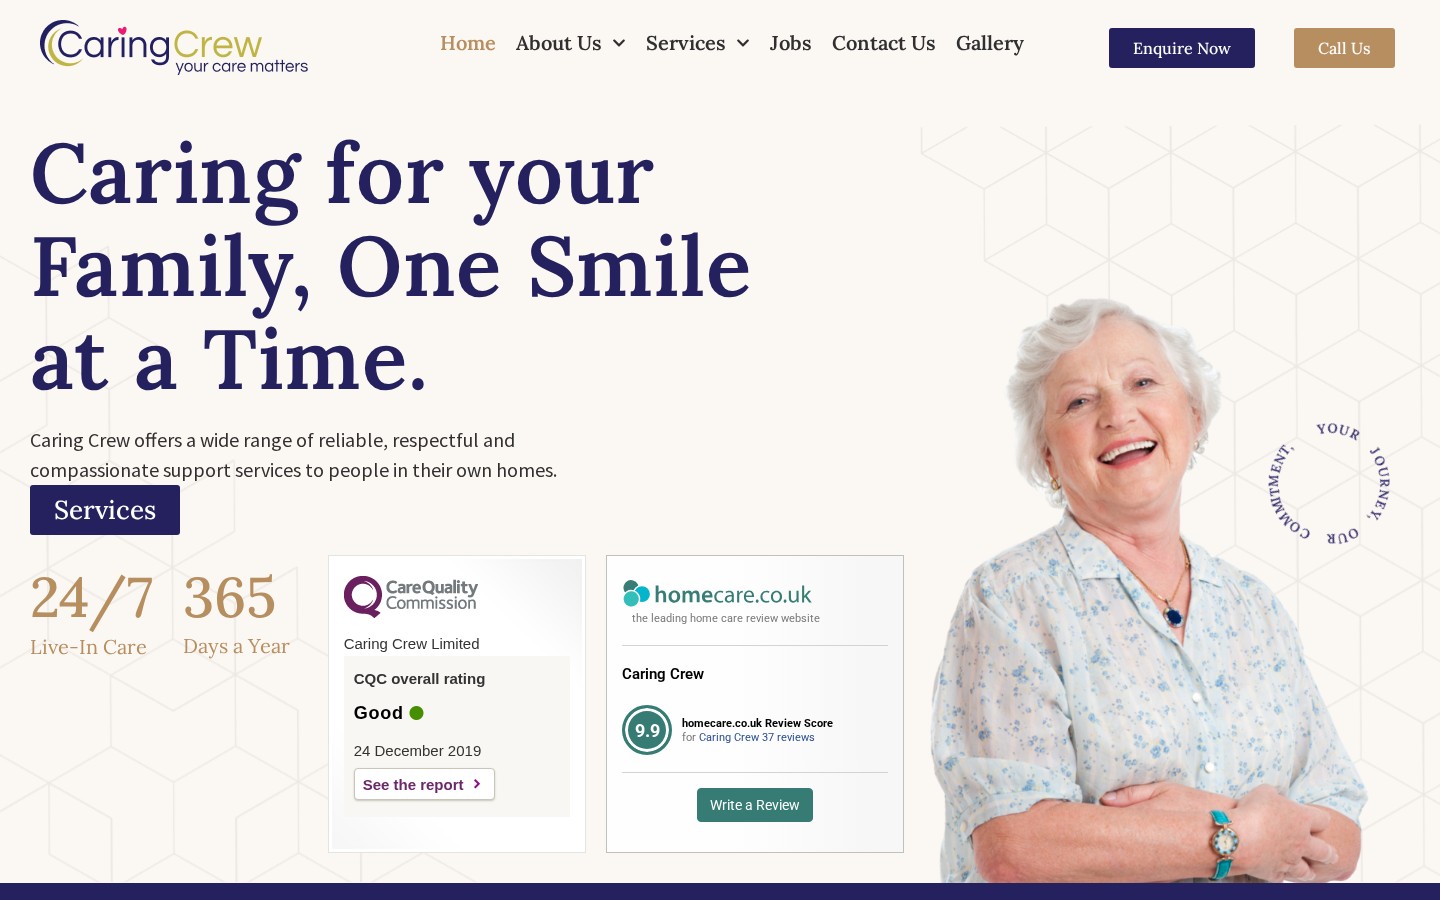 CaringCrew
your care matters
Home
About Us
Services
Jobs
Contact Us
Gallery
Enquire Now
Call Us
Caring for your
Family, One Smile
at a Time.
Caring Crew offers a wide range of reliable, respectful and
compassionate support services to people in their own homes.
Services
24/7
Live-In Care
365
Days a Year
CareQuality
Commission
Caring Crew Limited
CQC overall rating
Good
24 December 2019
See the report
homecare.co.uk
the leading home care review website
Caring Crew
9.9
homecare.co.uk Review Score
for Caring Crew 37 reviews
Write a Review
YOUR JOURNEY, OUR COMMITMENT,